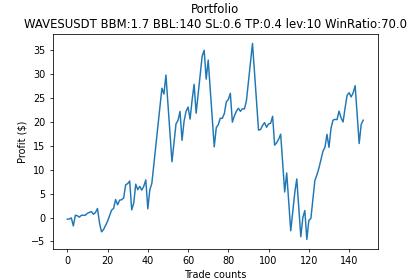 Portfolio
WAVESUSDT BBM:1.7 BBL:140 SL:0.6 TP:0.4 lev:10 WinRatio:70.0
Profit ($)
35
30
25
20
15
10
5
0
−5
0 20 40 60 80 100 120 140
Trade counts